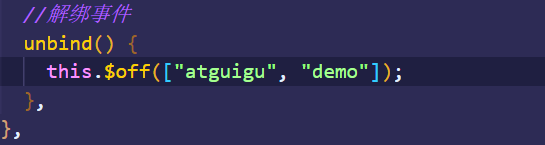 //解绑事件
unbind() {
this.$off(["atguigu", "demo"]);
},
},